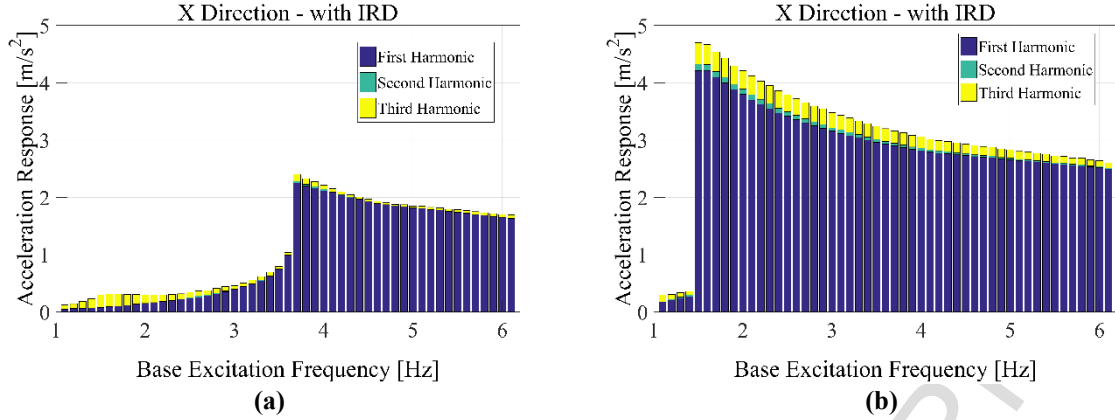 X Direction - with IRD
Acceleration Response [m/s²]
5
4
3
2
1
0
First Harmonic
Second Harmonic
Third Harmonic
1 2 3 4 5 6
Base Excitation Frequency [Hz]
(a)
X Direction - with IRD
Acceleration Response [m/s²]
5
4
3
2
1
0
First Harmonic
Second Harmonic
Third Harmonic
1 2 3 4 5 6
Base Excitation Frequency [Hz]
(b)